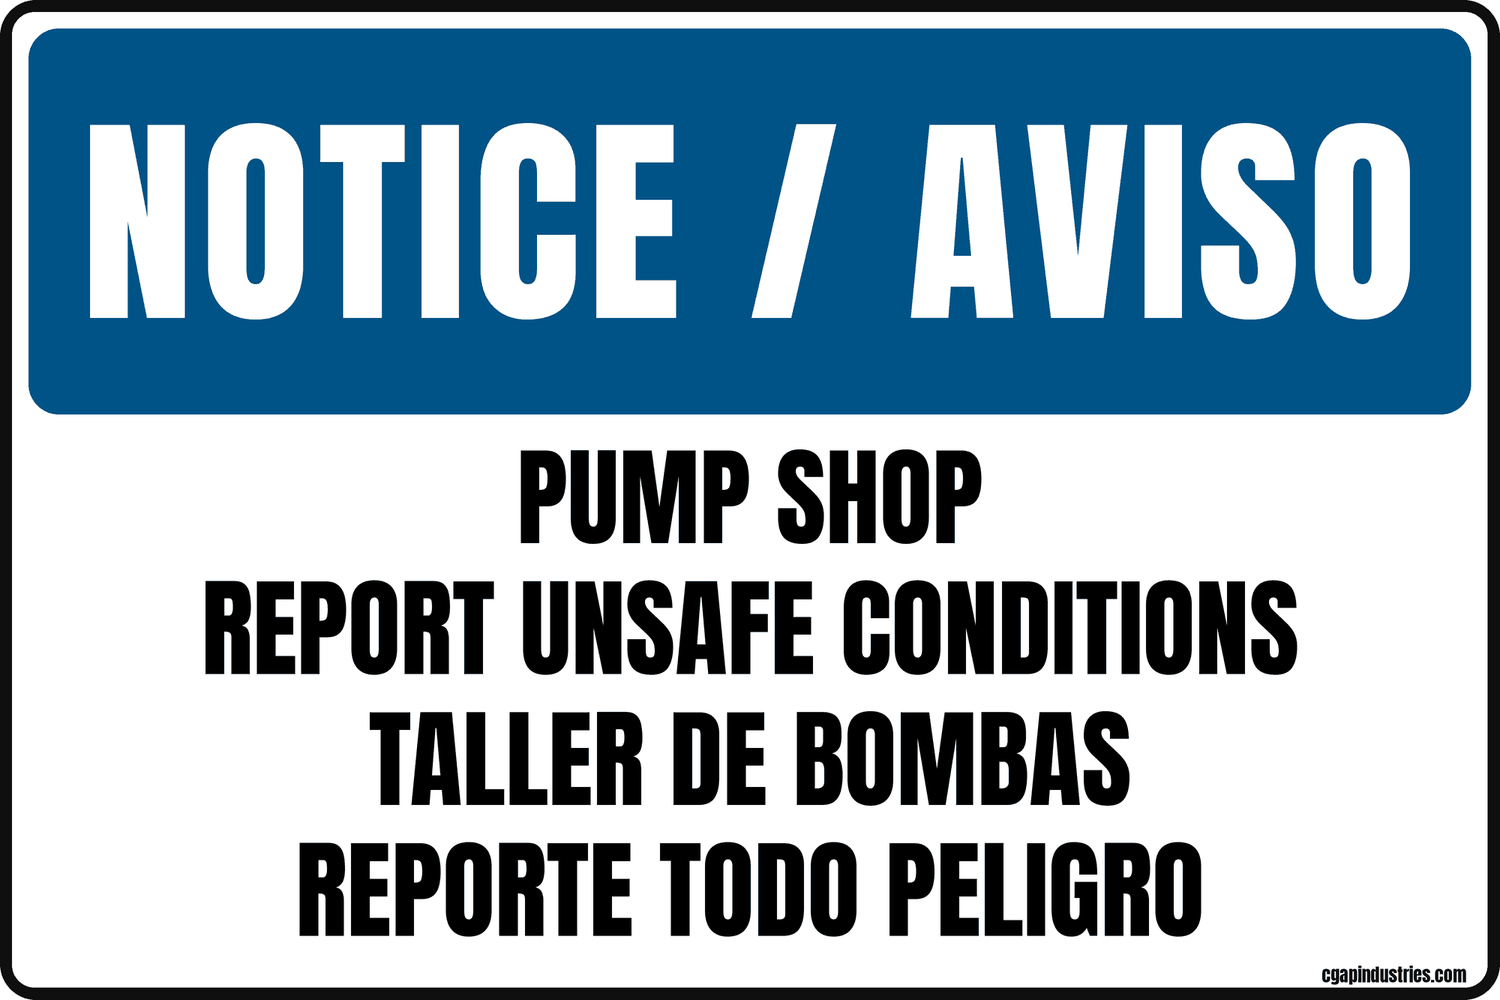 NOTICE / AVISO
PUMP SHOP
REPORT UNSAFE CONDITIONS
TALLER DE BOMBAS
REPORTE TODO PELIGRO
cgapindustries.com